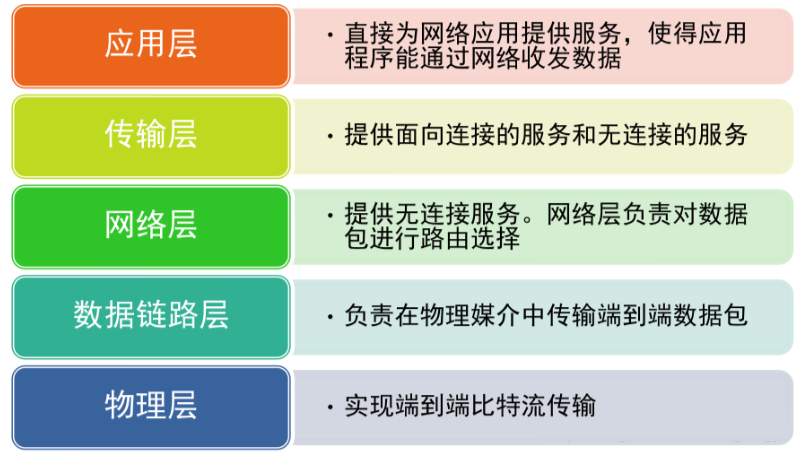 应用层
• 直接为网络应用提供服务，使得应用
程序能通过网络收发数据
传输层
• 提供面向连接的服务和无连接的服务
网络层
• 提供无连接服务。网络层负责对数据
包进行路由选择
数据链路层
• 负责在物理媒介中传输端到端数据包
物理层
• 实现端到端比特流传输